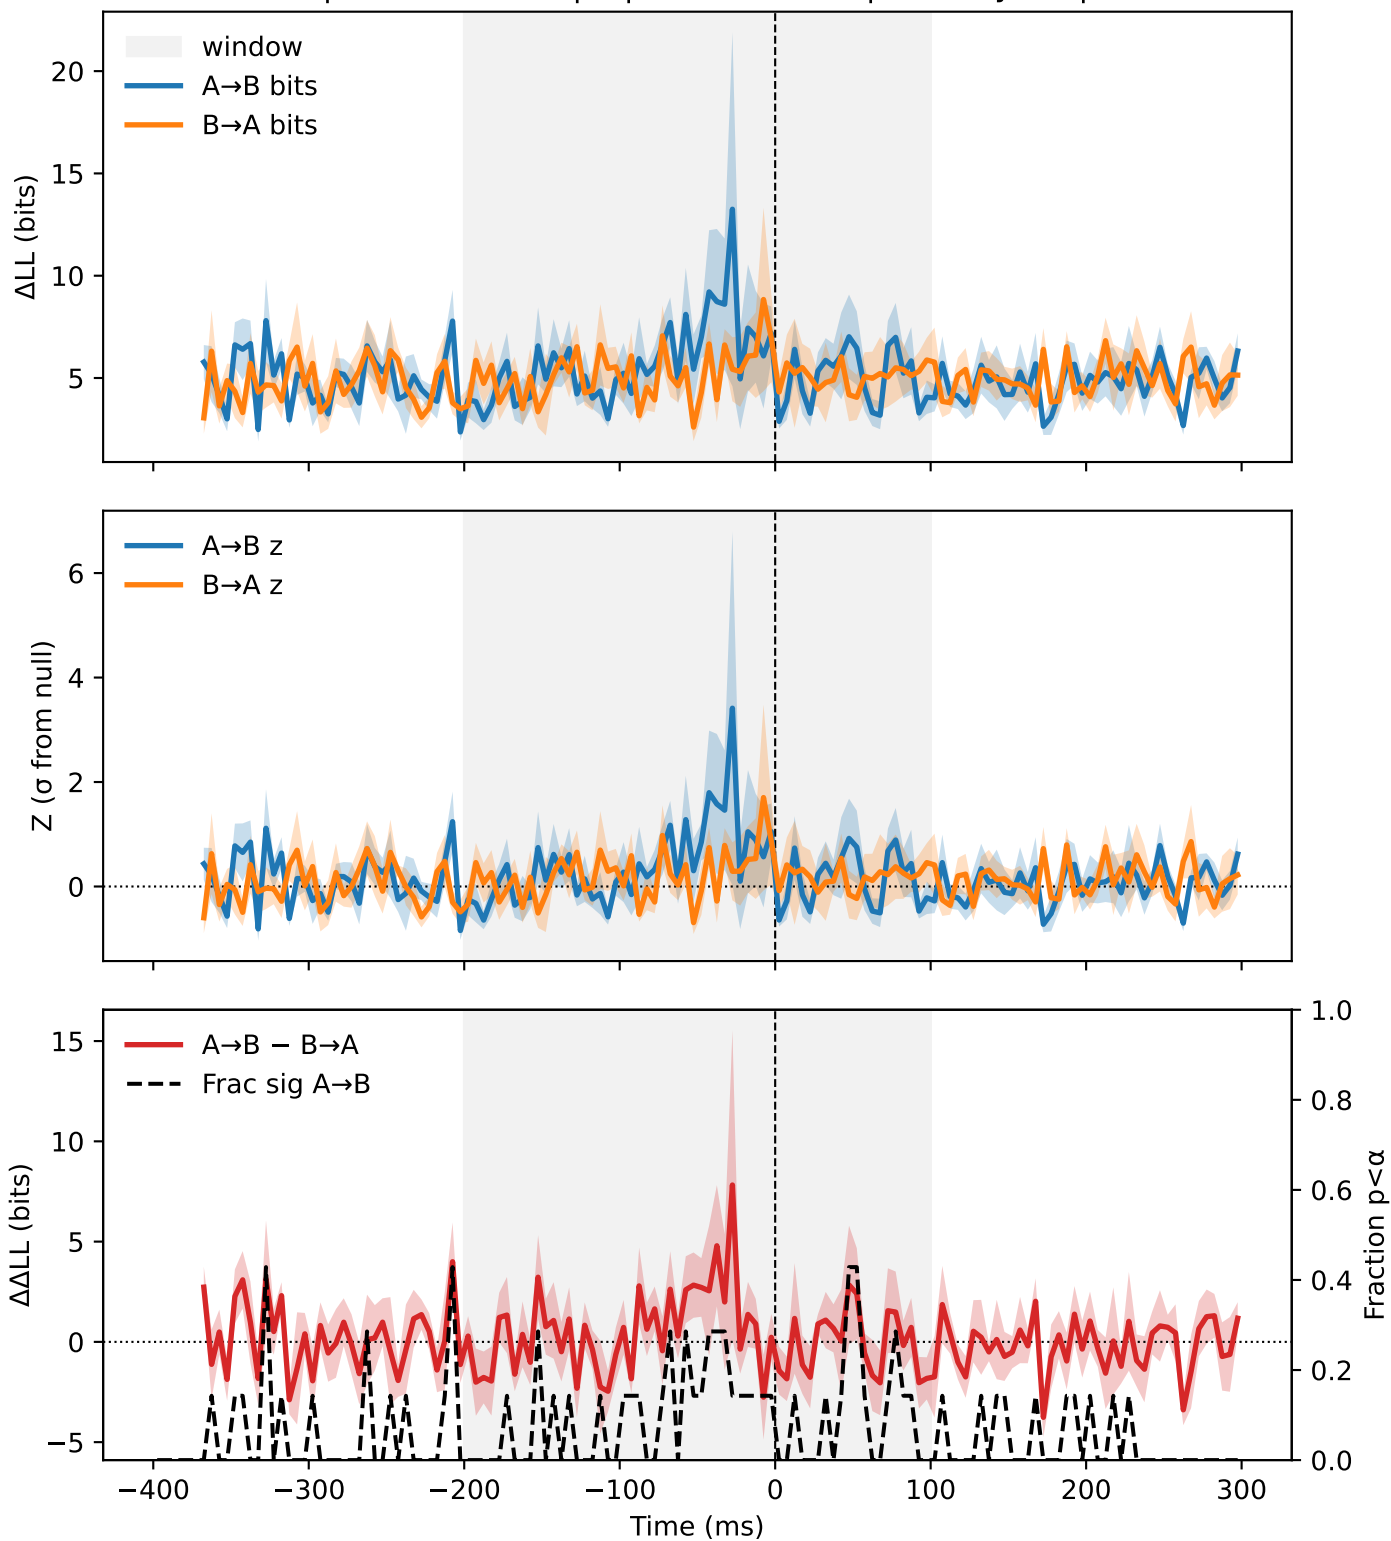 window
A→B bits
B→A bits
ΔLL (bits)
20
15
10
5
A→B z
B→A z
Z (σ from null)
6
4
2
0
A→B − B→A
Frac sig A→B
ΔΔLL (bits)
15
10
5
0
−5
1.0
0.8
0.6
0.4
0.2
0.0
Fraction p<α
−400 −300 −200 −100 0 100 200 300
Time (ms)